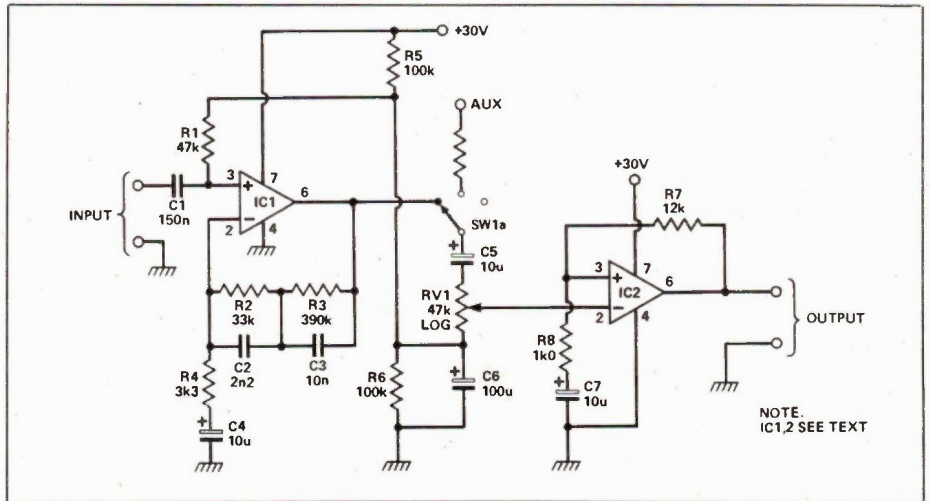 +30V
R5
100k
AUX
R1
47k
3
7
+
IC1
6
INPUT
C1
150n
2
−
4
SW1a
+30V
R7
12k
+
C5
10u
3
7
+
IC2
6
RV1
47k
LOG
2
−
4
OUTPUT
R2
33k
R3
390k
R8
1k0
C2
2n2
C3
10n
R4
3k3
R6
100k
+
C6
100u
+
C7
10u
+
C4
10u
NOTE.
IC1,2 SEE TEXT